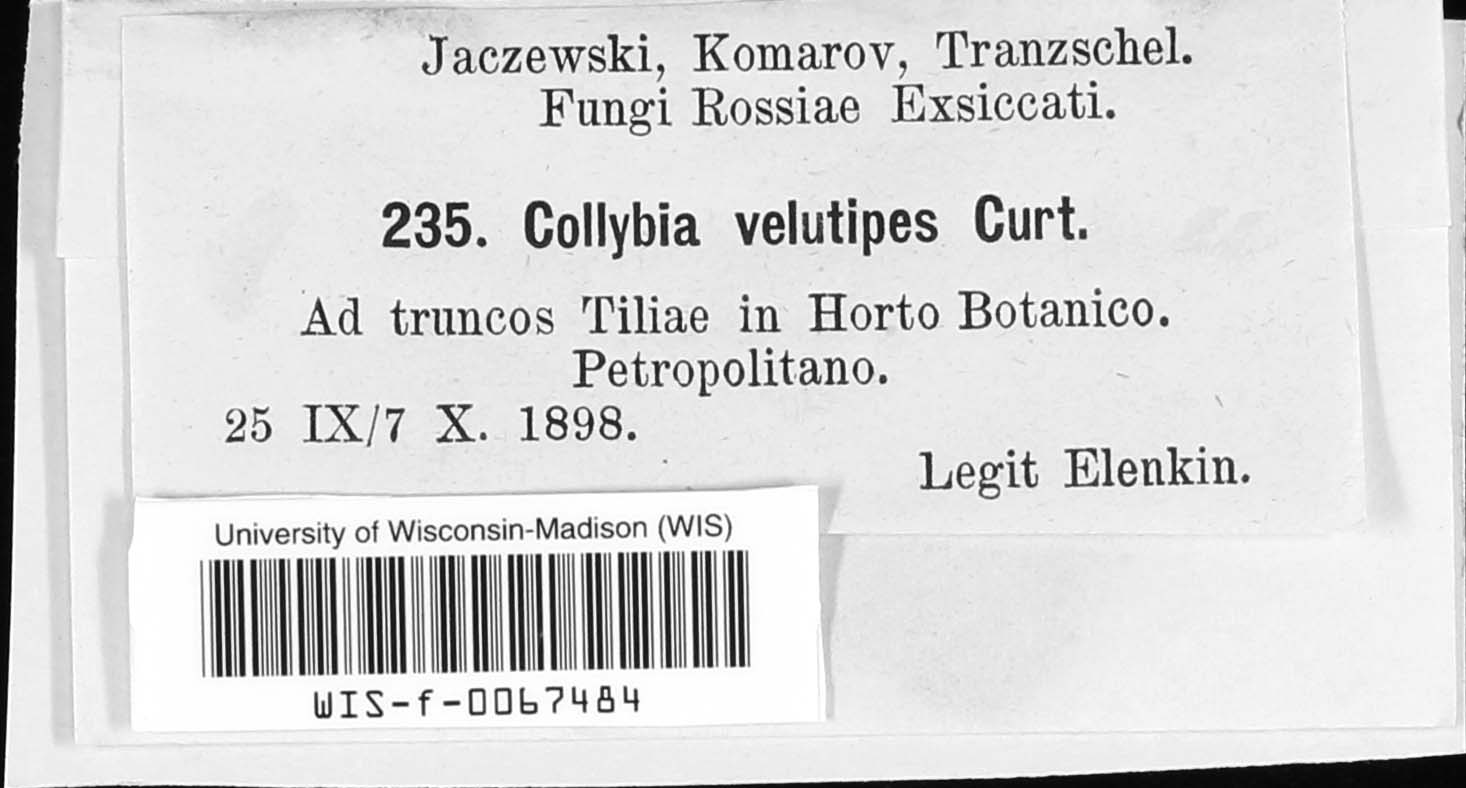 Jaczewski, Komarov, Tranzschel.
Fungi Rossiae Exsiccati.
235. Collybia velutipes Curt.
Ad truncos Tiliae in Horto Botanico.
Petropolitano.
25 IX/7 X. 1898.
Legit Elenkin.
University of Wisconsin-Madison (WIS)
WIS-f-0067484